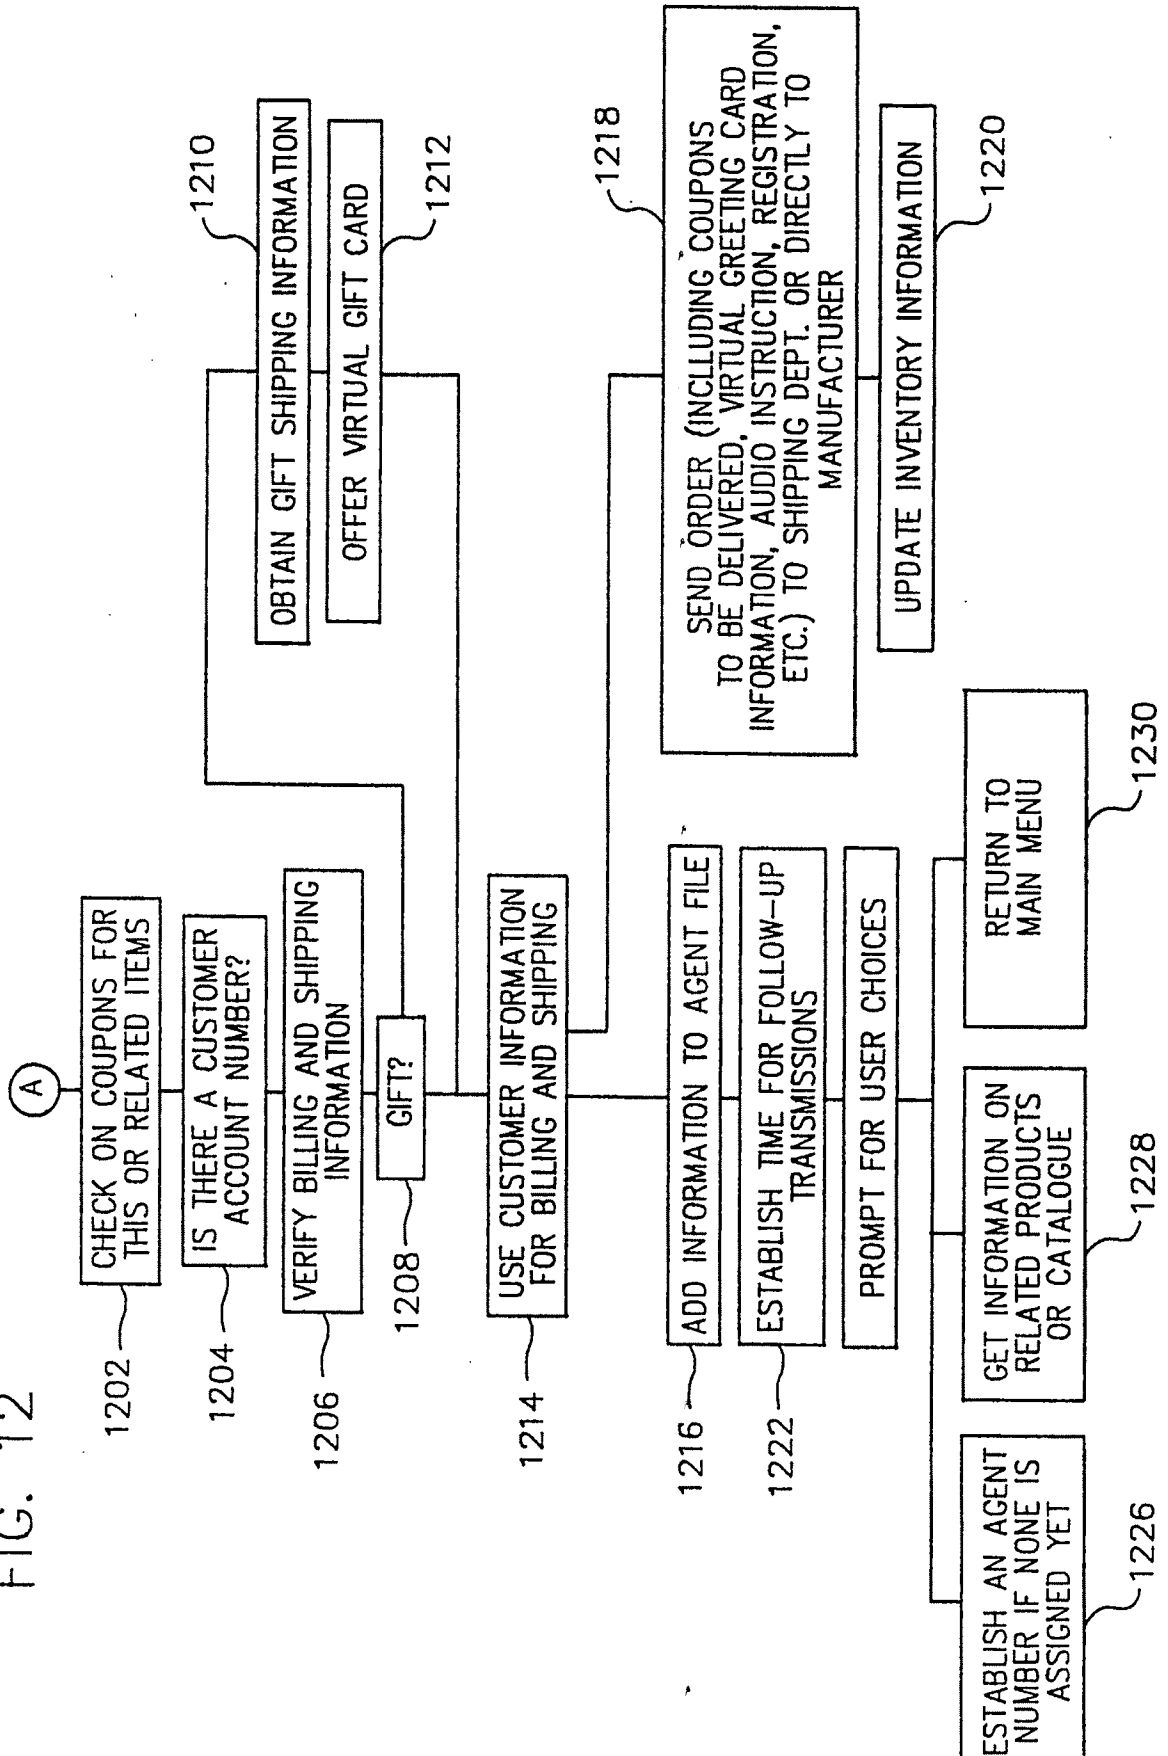 FIG. 12
A
CHECK ON COUPONS FOR
THIS OR RELATED ITEMS
1202
IS THERE A CUSTOMER
ACCOUNT NUMBER?
1204
VERIFY BILLING AND SHIPPING
INFORMATION
1206
GIFT?
1208
OBTAIN GIFT SHIPPING INFORMATION
1210
OFFER VIRTUAL GIFT CARD
1212
USE CUSTOMER INFORMATION
FOR BILLING AND SHIPPING
1214
ADD INFORMATION TO AGENT FILE
1216
SEND ORDER (INCLUDING COUPONS
TO BE DELIVERED, VIRTUAL GREETING CARD
INFORMATION, AUDIO INSTRUCTION, REGISTRATION,
ETC.) TO SHIPPING DEPT. OR DIRECTLY TO
MANUFACTURER
1218
UPDATE INVENTORY INFORMATION
1220
ESTABLISH TIME FOR FOLLOW-UP
TRANSMISSIONS
1222
PROMPT FOR USER CHOICES
ESTABLISH AN AGENT
NUMBER IF NONE IS
ASSIGNED YET
1226
GET INFORMATION ON
RELATED PRODUCTS
OR CATALOGUE
1228
RETURN TO
MAIN MENU
1230